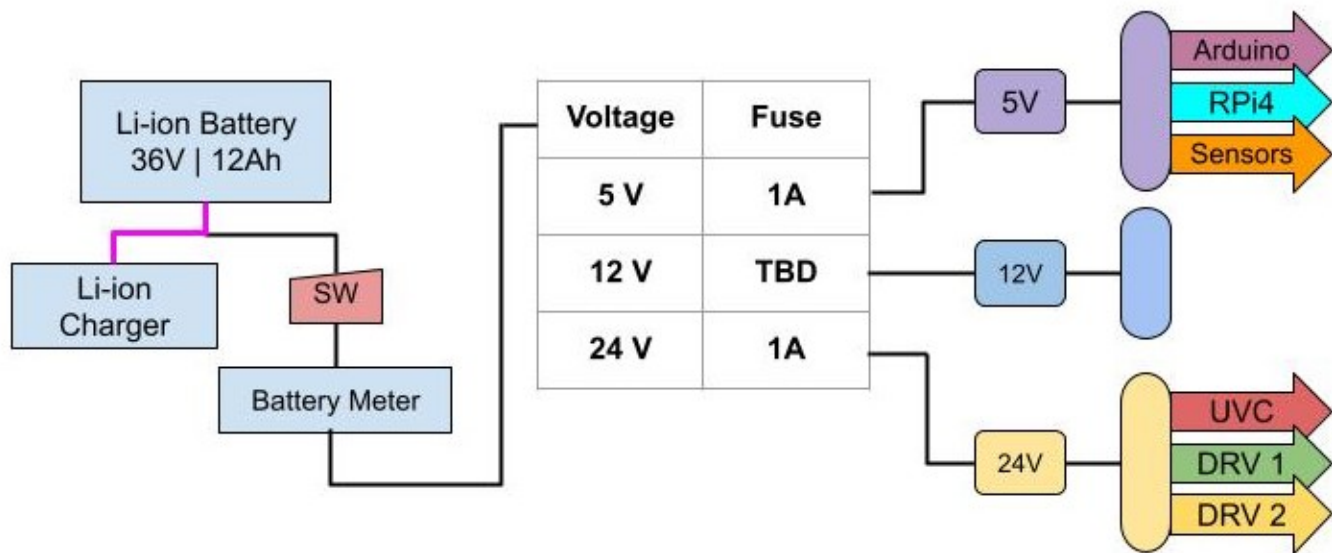 Li-ion Battery
36V | 12Ah
Li-ion
Charger
SW
Battery Meter
Voltage Fuse
5 V 1A
12 V TBD
24 V 1A
5V
Arduino
RPi4
Sensors
12V
24V
UVC
DRV 1
DRV 2